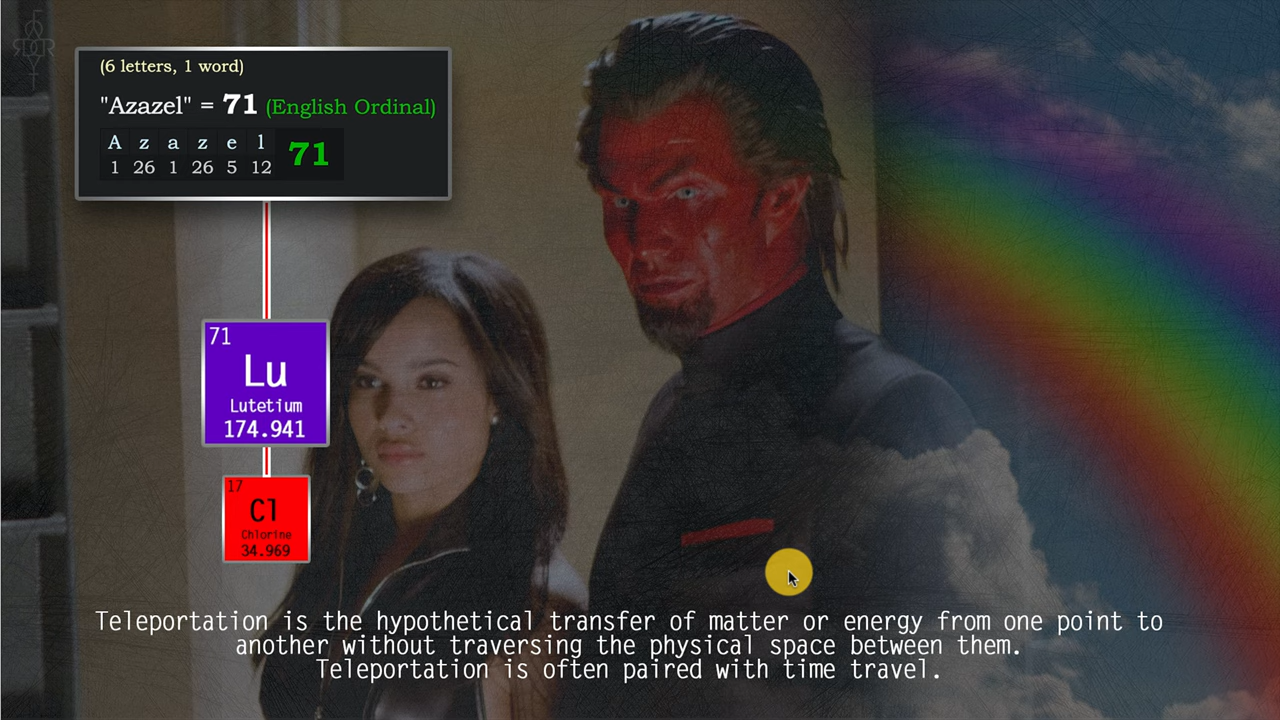 (6 letters, 1 word)
"Azazel" = 71 (English Ordinal)
A z a z e l 71
1 26 1 26 5 12
71
Lu
Lutetium
174.941
17
Cl
Chlorine
34.969
Teleportation is the hypothetical transfer of matter or energy from one point to
another without traversing the physical space between them.
Teleportation is often paired with time travel.